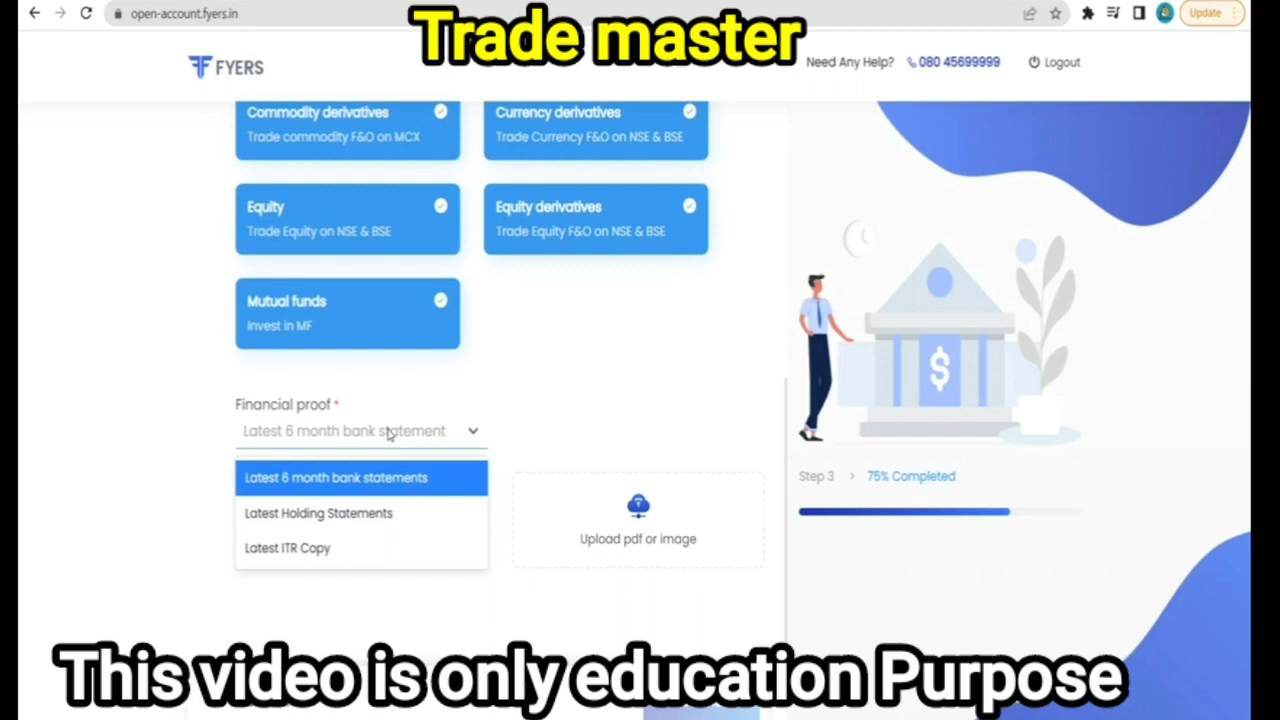 open-account.fyers.in
Update
Trade master
FYERS
Need Any Help? 080 45699999 Logout
Commodity derivatives
Trade commodity F&O on MCX
Currency derivatives
Trade Currency F&O on NSE & BSE
Equity
Trade Equity on NSE & BSE
Equity derivatives
Trade Equity F&O on NSE & BSE
Mutual funds
Invest in MF
$
Financial proof *
Latest 6 month bank statement
Latest 6 month bank statements
Latest Holding Statements
Latest ITR Copy
Upload pdf or image
Step 3 > 75% Completed
This video is only education Purpose